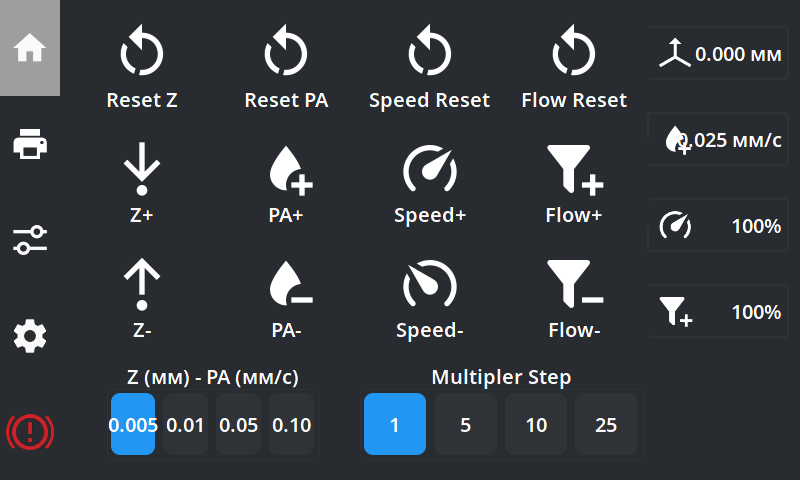 Reset Z
Reset PA
Speed Reset
Flow Reset
0.000 мм
Z+
PA+
Speed+
Flow+
0.025 мм/с
Z-
PA-
Speed-
Flow-
100%
100%
Z (мм) - PA (мм/с)
Multipler Step
0.005
0.01
0.05
0.10
1
5
10
25